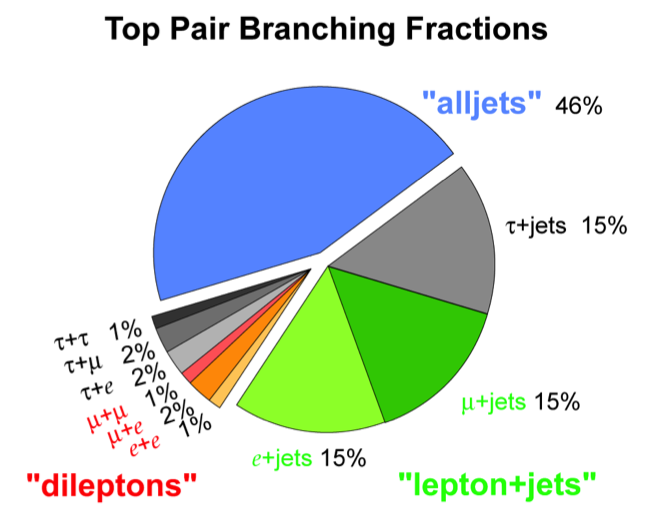 Top Pair Branching Fractions
"alljets" 46%
τ+jets 15%
μ+jets 15%
e+jets 15%
"lepton+jets"
τ+τ 1%
τ+μ 2%
τ+e 2%
μ+μ 1%
μ+e 2%
e+e 1%
"dileptons"